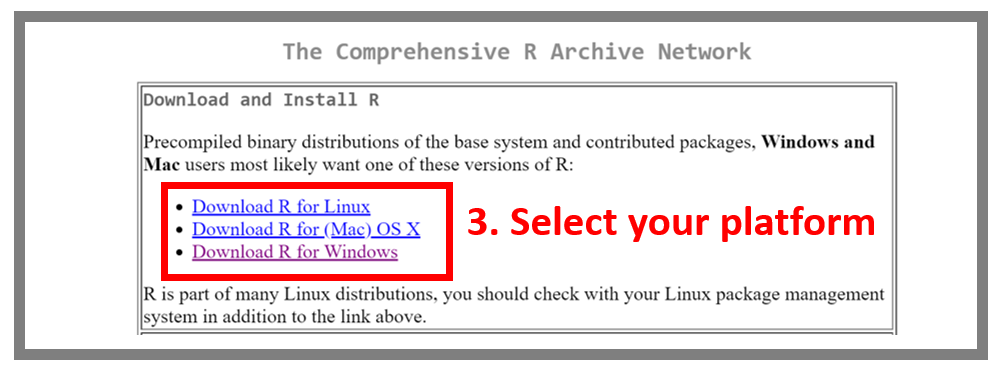 The Comprehensive R Archive Network
Download and Install R
Precompiled binary distributions of the base system and contributed packages, Windows and
Mac users most likely want one of these versions of R:
Download R for Linux
Download R for (Mac) OS X
Download R for Windows
3. Select your platform
R is part of many Linux distributions, you should check with your Linux package management
system in addition to the link above.